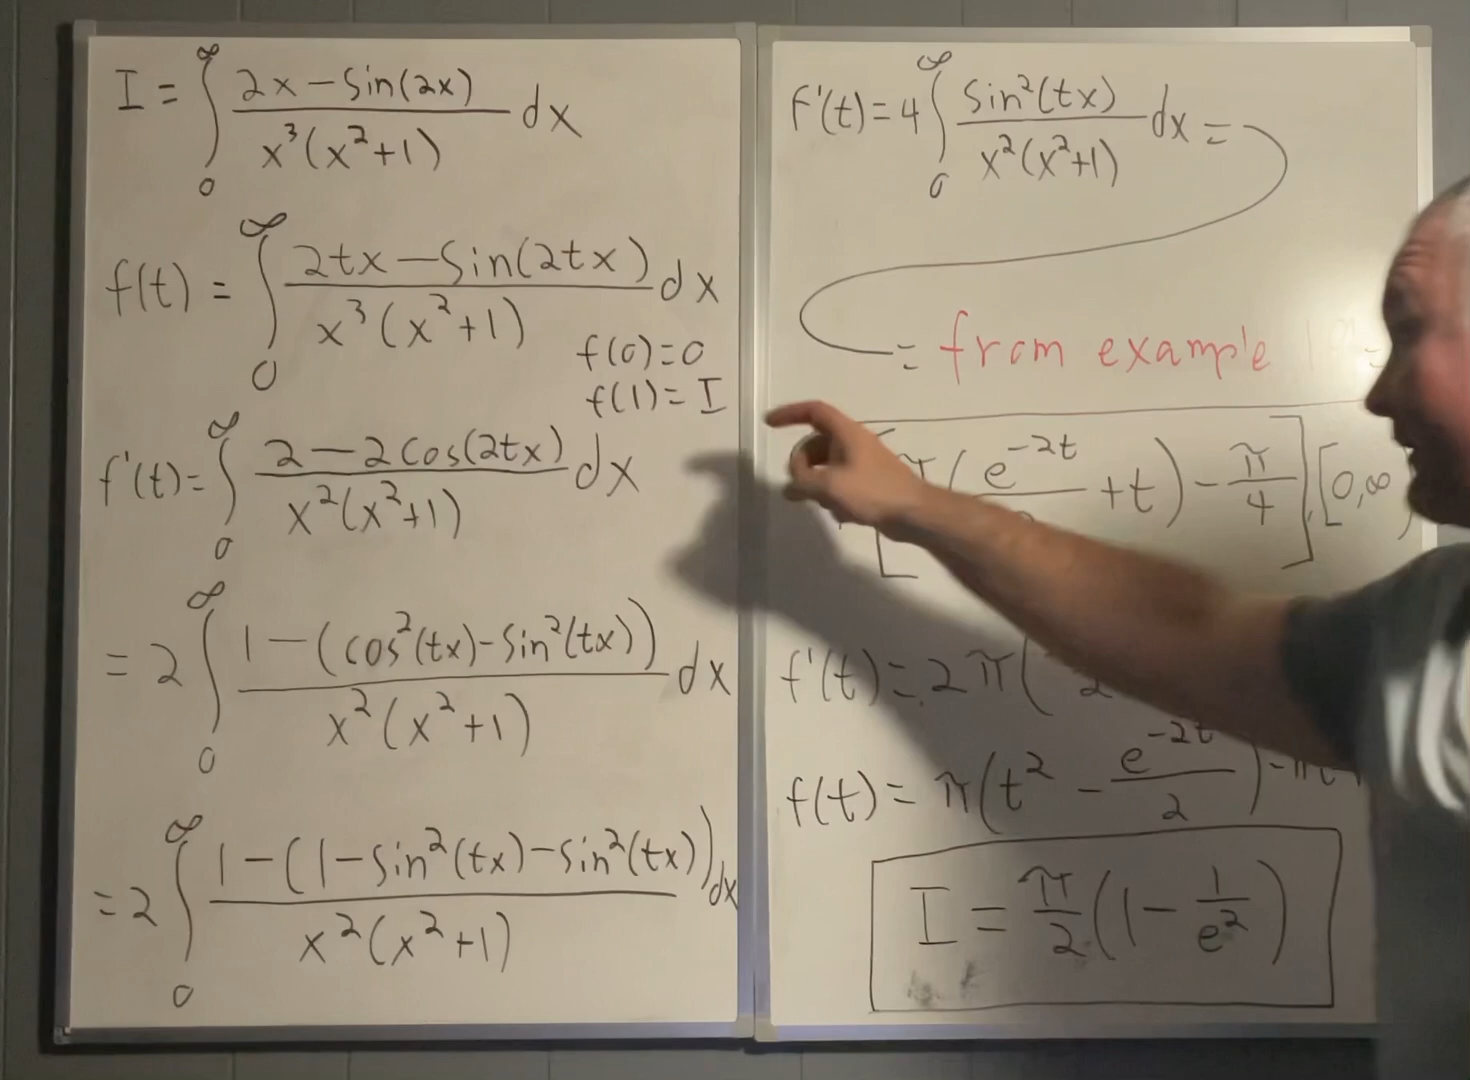 I = ∫₀^∞ (2x - sin(2x)) / (x³(x²+1)) dx
f(t) = ∫₀^∞ (2tx - sin(2tx)) / (x³(x²+1)) dx
f(0)=0
f(1)=I
f'(t) = ∫₀^∞ (2 - 2cos(2tx)) / (x²(x²+1)) dx
= 2 ∫₀^∞ (1 - (cos²(tx) - sin²(tx))) / (x²(x²+1)) dx
= 2 ∫₀^∞ (1 - (1 - sin²(tx) - sin²(tx))) / (x²(x²+1)) dx
f'(t) = 4 ∫₀^∞ sin²(tx) / (x²(x²+1)) dx =
= from example
(e^(-2t) + t) - π/4], [0,∞)
f'(t) = 2π(
f(t) = π(t² - e^(-2t)/2) - πt
I = π/2 (1 - 1/e²)